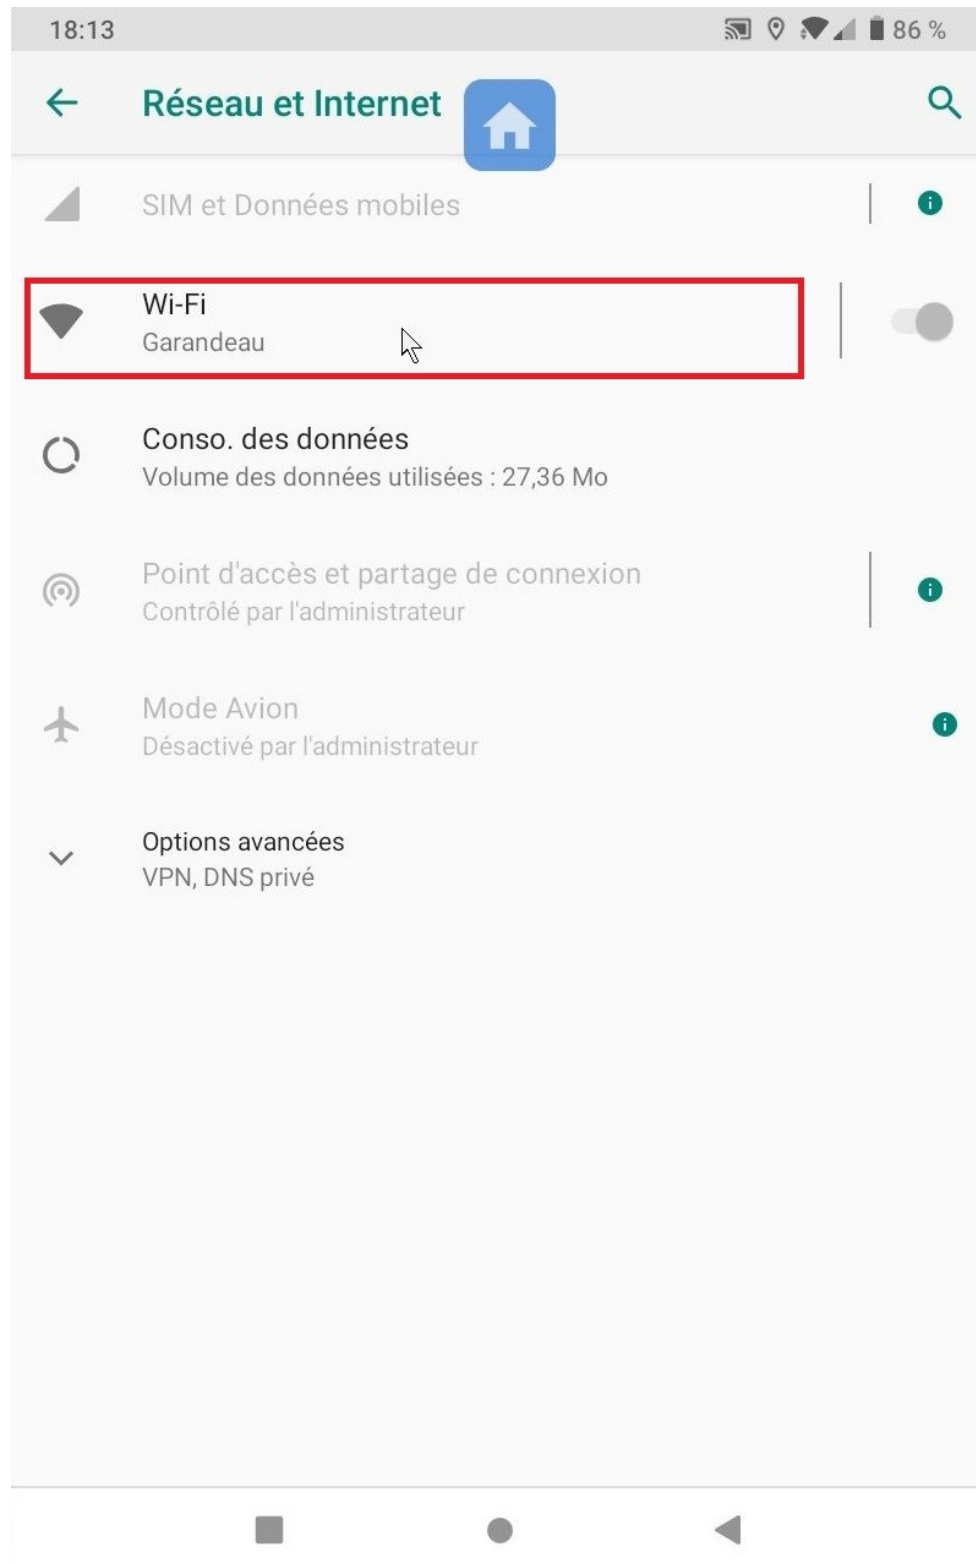 18:13
86 %
Réseau et Internet
SIM et Données mobiles
Wi-Fi
Garandeau
Conso. des données
Volume des données utilisées : 27,36 Mo
Point d'accès et partage de connexion
Contrôlé par l'administrateur
Mode Avion
Désactivé par l'administrateur
Options avancées
VPN, DNS privé